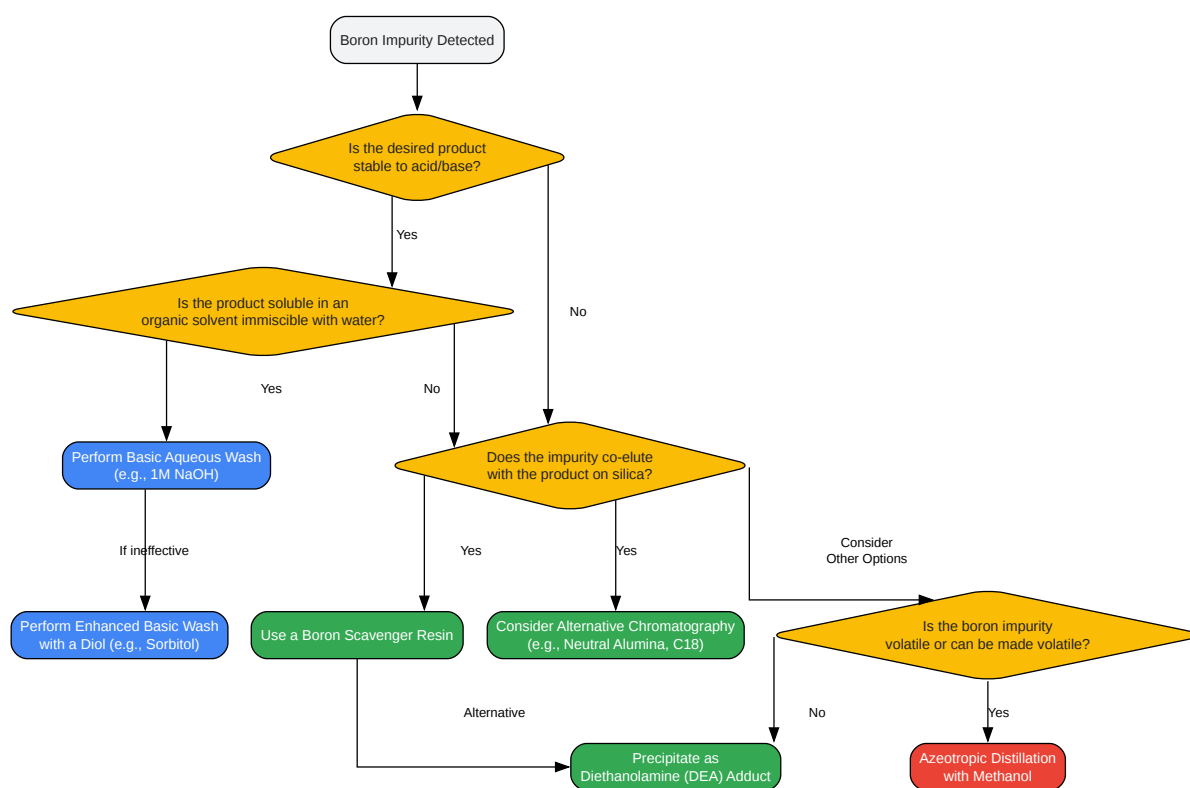 Boron Impurity Detected
Is the desired product
stable to acid/base?
Yes
Is the product soluble in an
organic solvent immiscible with water?
No
Yes
No
Perform Basic Aqueous Wash
(e.g., 1M NaOH)
Does the impurity co-elute
with the product on silica?
If ineffective
Yes
Yes
Consider
Other Options
Perform Enhanced Basic Wash
with a Diol (e.g., Sorbitol)
Use a Boron Scavenger Resin
Consider Alternative Chromatography
(e.g., Neutral Alumina, C18)
Is the boron impurity
volatile or can be made volatile?
Alternative
No
Yes
Precipitate as
Diethanolamine (DEA) Adduct
Azeotropic Distillation
with Methanol